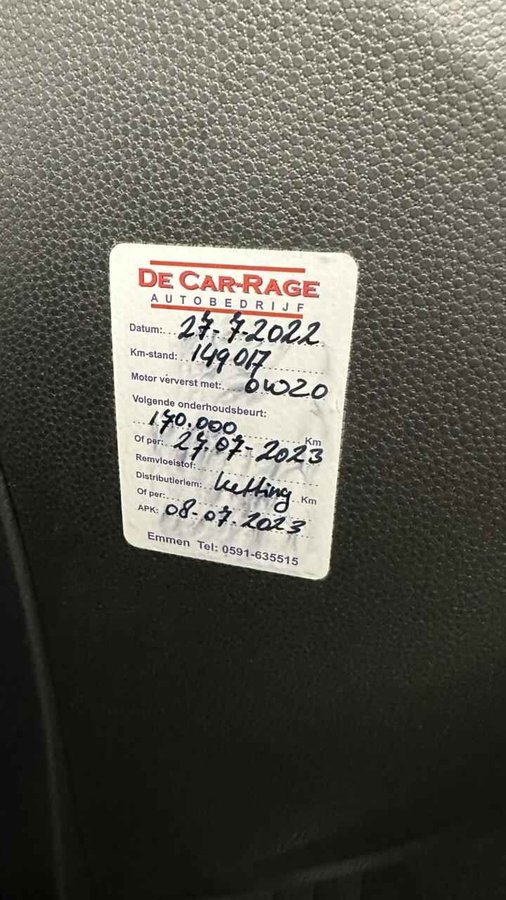 DE CAR-RAGE
AUTOBEDRIJF
Datum: 27-7-2022
Km-stand: 149017
Motor ververst met: 0W20
Volgende onderhoudsbeurt:
170.000 Km
Of per: 27-07-2023
Remvloeistof:
Distributieriem: ketting Km
Of per:
APK: 08-07-2023
Emmen Tel: 0591-635515